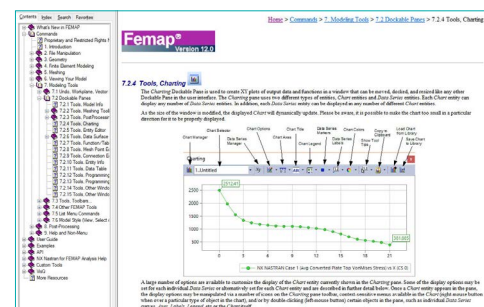 Contents Index Search Favorites
What's New in FEMAP
Commands
Proprietary and Restricted Rights N
1. Introduction
2. File Manipulation
3. Geometry
4. Finite Element Modeling
5. Meshing
6. Viewing Your Model
7. Modeling Tools
7.1 Undo, Workplane, Vector
7.2 Dockable Panes
7.2.1 Tools, Model Info
7.2.2 Tools, Meshing Tool
7.2.3 Tools, PostProcessor
7.2.4 Tools, Charting
7.2.5 Tools, Entity Editor
7.2.6 Tools, Data Surface
7.2.7 Tools, Function/Tab
7.2.8 Tools, Mesh Point E
7.2.9 Tools, Connection E
7.2.10 Tools, Entity Info
7.2.11 Tools, Data Table
7.2.12 Tools, Programming
7.2.13 Tools, Programming
7.2.14 Tools, Other Windo
7.2.15 Tools, Other Windo
7.3 Tools, Toolbars...
7.4 Other FEMAP Tools
7.5 List Menu Commands
7.6 Model Style (View, Select
8. Post-Processing
9. Help and Non-Menu
User Guide
Examples
API
NX Nastran for FEMAP Analysis Help
Custom Tools
VisQ
More Resources
Home > Commands > 7. Modeling Tools > 7.2 Dockable Panes > 7.2.4 Tools, Charting
Femap®
Version 12.0
7.2.4 Tools, Charting
The Charting Dockable Pane is used to create XY plots of output data and functions in a window that can be moved, docked, and resized like any other
Dockable Pane in the user interface. The Charting pane uses two different types of entities, Chart entities and Data Series entities. Each Chart entity can
display any number of Data Series entities. In addition, each Data Series entity can be displayed in any number of different Chart entities.
As the size of the window is modified, the displayed Chart will dynamically update. Please be aware, it is possible to make the chart too small in a particular
direction for it to be properly displayed.
Chart Manager
Chart Selector
Data Series Manager
Chart Options
Chart Axes
Chart Title
Chart Legend
Data Series Markers
Data Series Labels
Chart Colors
Show Tool Titles
Copy to Clipboard
Load Chart from Library
Save Chart to Library
Charting
1..Untitled
2500
2000
1500
1000
500
0 3 6 9 12 15 18 21
NX NASTRAN Case 1 (Avg Converted Plate Top VonMises Stress) vs X (CS 0)
A large number of options are available to customize the display of the Chart entity currently shown in the Charting pane. Some of the display options may be
set for each individual Data Series or alternatively set for each Chart entity and are described in further detail below. Once a Chart entity appears in the pane,
the display options may be manipulated via a number of icons on the Charting pane toolbar, context-sensitive menus available in the Chart (right mouse button
when over a particular type of object in the chart), and/or by double-clicking (left mouse button) certain objects in the pane, such as individual Data Series